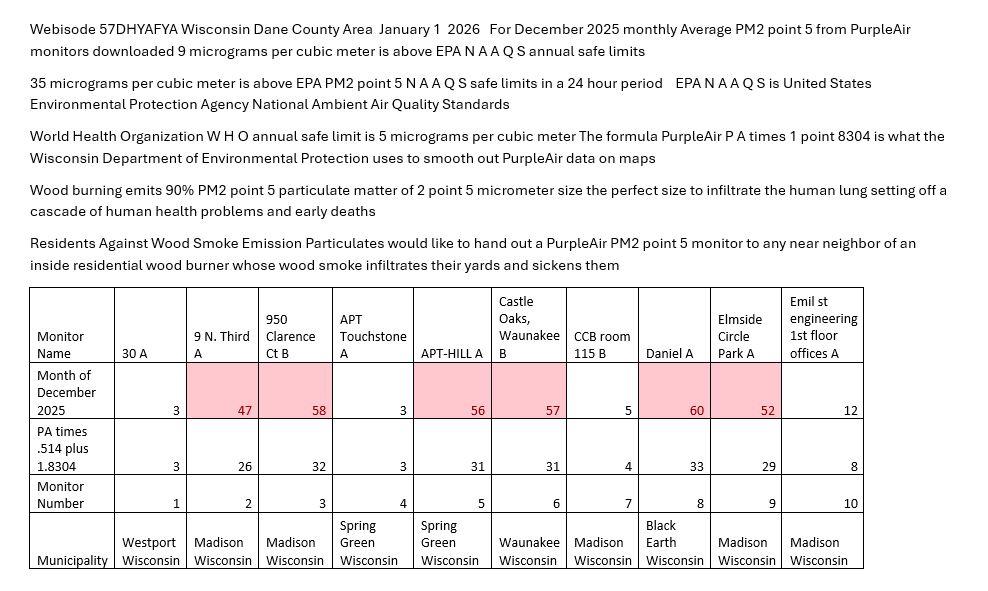 Webisode 57DHYAFYA Wisconsin Dane County Area  January 1  2026   For December 2025 monthly Average PM2 point 5 from PurpleAir
monitors downloaded 9 micrograms per cubic meter is above EPA N A A Q S annual safe limits
35 micrograms per cubic meter is above EPA PM2 point 5 N A A Q S safe limits in a 24 hour period    EPA N A A Q S is United States
Environmental Protection Agency National Ambient Air Quality Standards
World Health Organization W H O annual safe limit is 5 micrograms per cubic meter The formula PurpleAir P A times 1 point 8304 is what the
Wisconsin Department of Environmental Protection uses to smooth out PurpleAir data on maps
Wood burning emits 90% PM2 point 5 particulate matter of 2 point 5 micrometer size the perfect size to infiltrate the human lung setting off a
cascade of human health problems and early deaths
Residents Against Wood Smoke Emission Particulates would like to hand out a PurpleAir PM2 point 5 monitor to any near neighbor of an
inside residential wood burner whose wood smoke infiltrates their yards and sickens them
Monitor Name 30 A 9 N. Third A 950 Clarence Ct B APT Touchstone A APT-HILL A Castle Oaks, Waunakee B CCB room 115 B Daniel A Elmside Circle Park A Emil st engineering 1st floor offices A
Month of December 2025 3 47 58 3 56 57 5 60 52 12
PA times .514 plus 1.8304 3 26 32 3 31 31 4 33 29 8
Monitor Number 1 2 3 4 5 6 7 8 9 10
Municipality Westport Wisconsin Madison Wisconsin Madison Wisconsin Spring Green Wisconsin Spring Green Wisconsin Waunakee Wisconsin Madison Wisconsin Black Earth Wisconsin Madison Wisconsin Madison Wisconsin